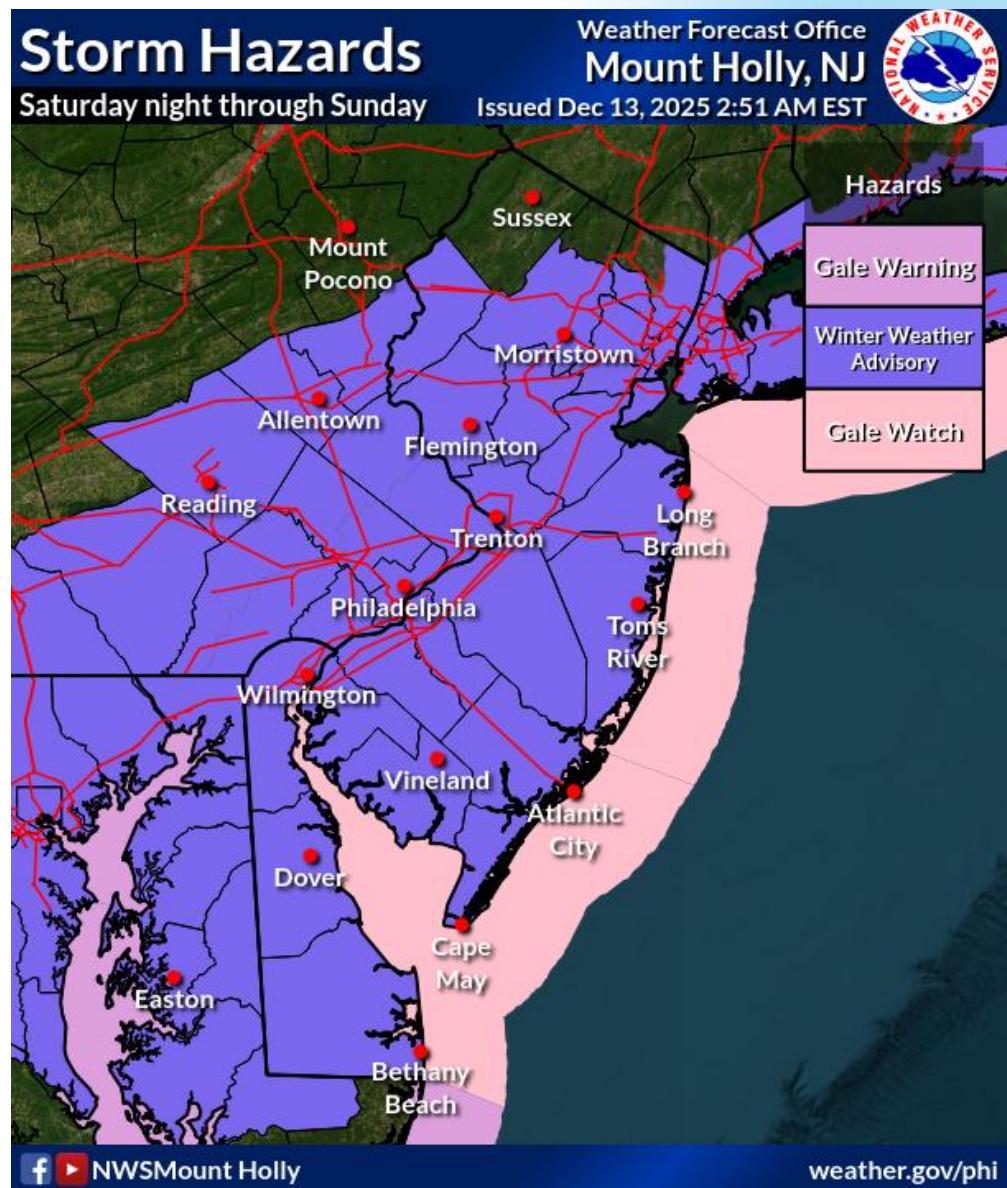 Storm Hazards
Saturday night through Sunday
Weather Forecast Office
Mount Holly, NJ
Issued Dec 13, 2025 2:51 AM EST
NATIONAL WEATHER SERVICE
Hazards
Gale Warning
Winter Weather
Advisory
Gale Watch
Sussex
Mount
Pocono
Morristown
Allentown
Flemington
Reading
Long
Branch
Trenton
Philadelphia
Toms
River
Wilmington
Vineland
Atlantic
City
Dover
Cape
May
Easton
Bethany
Beach
NWSMount Holly
weather.gov/phi